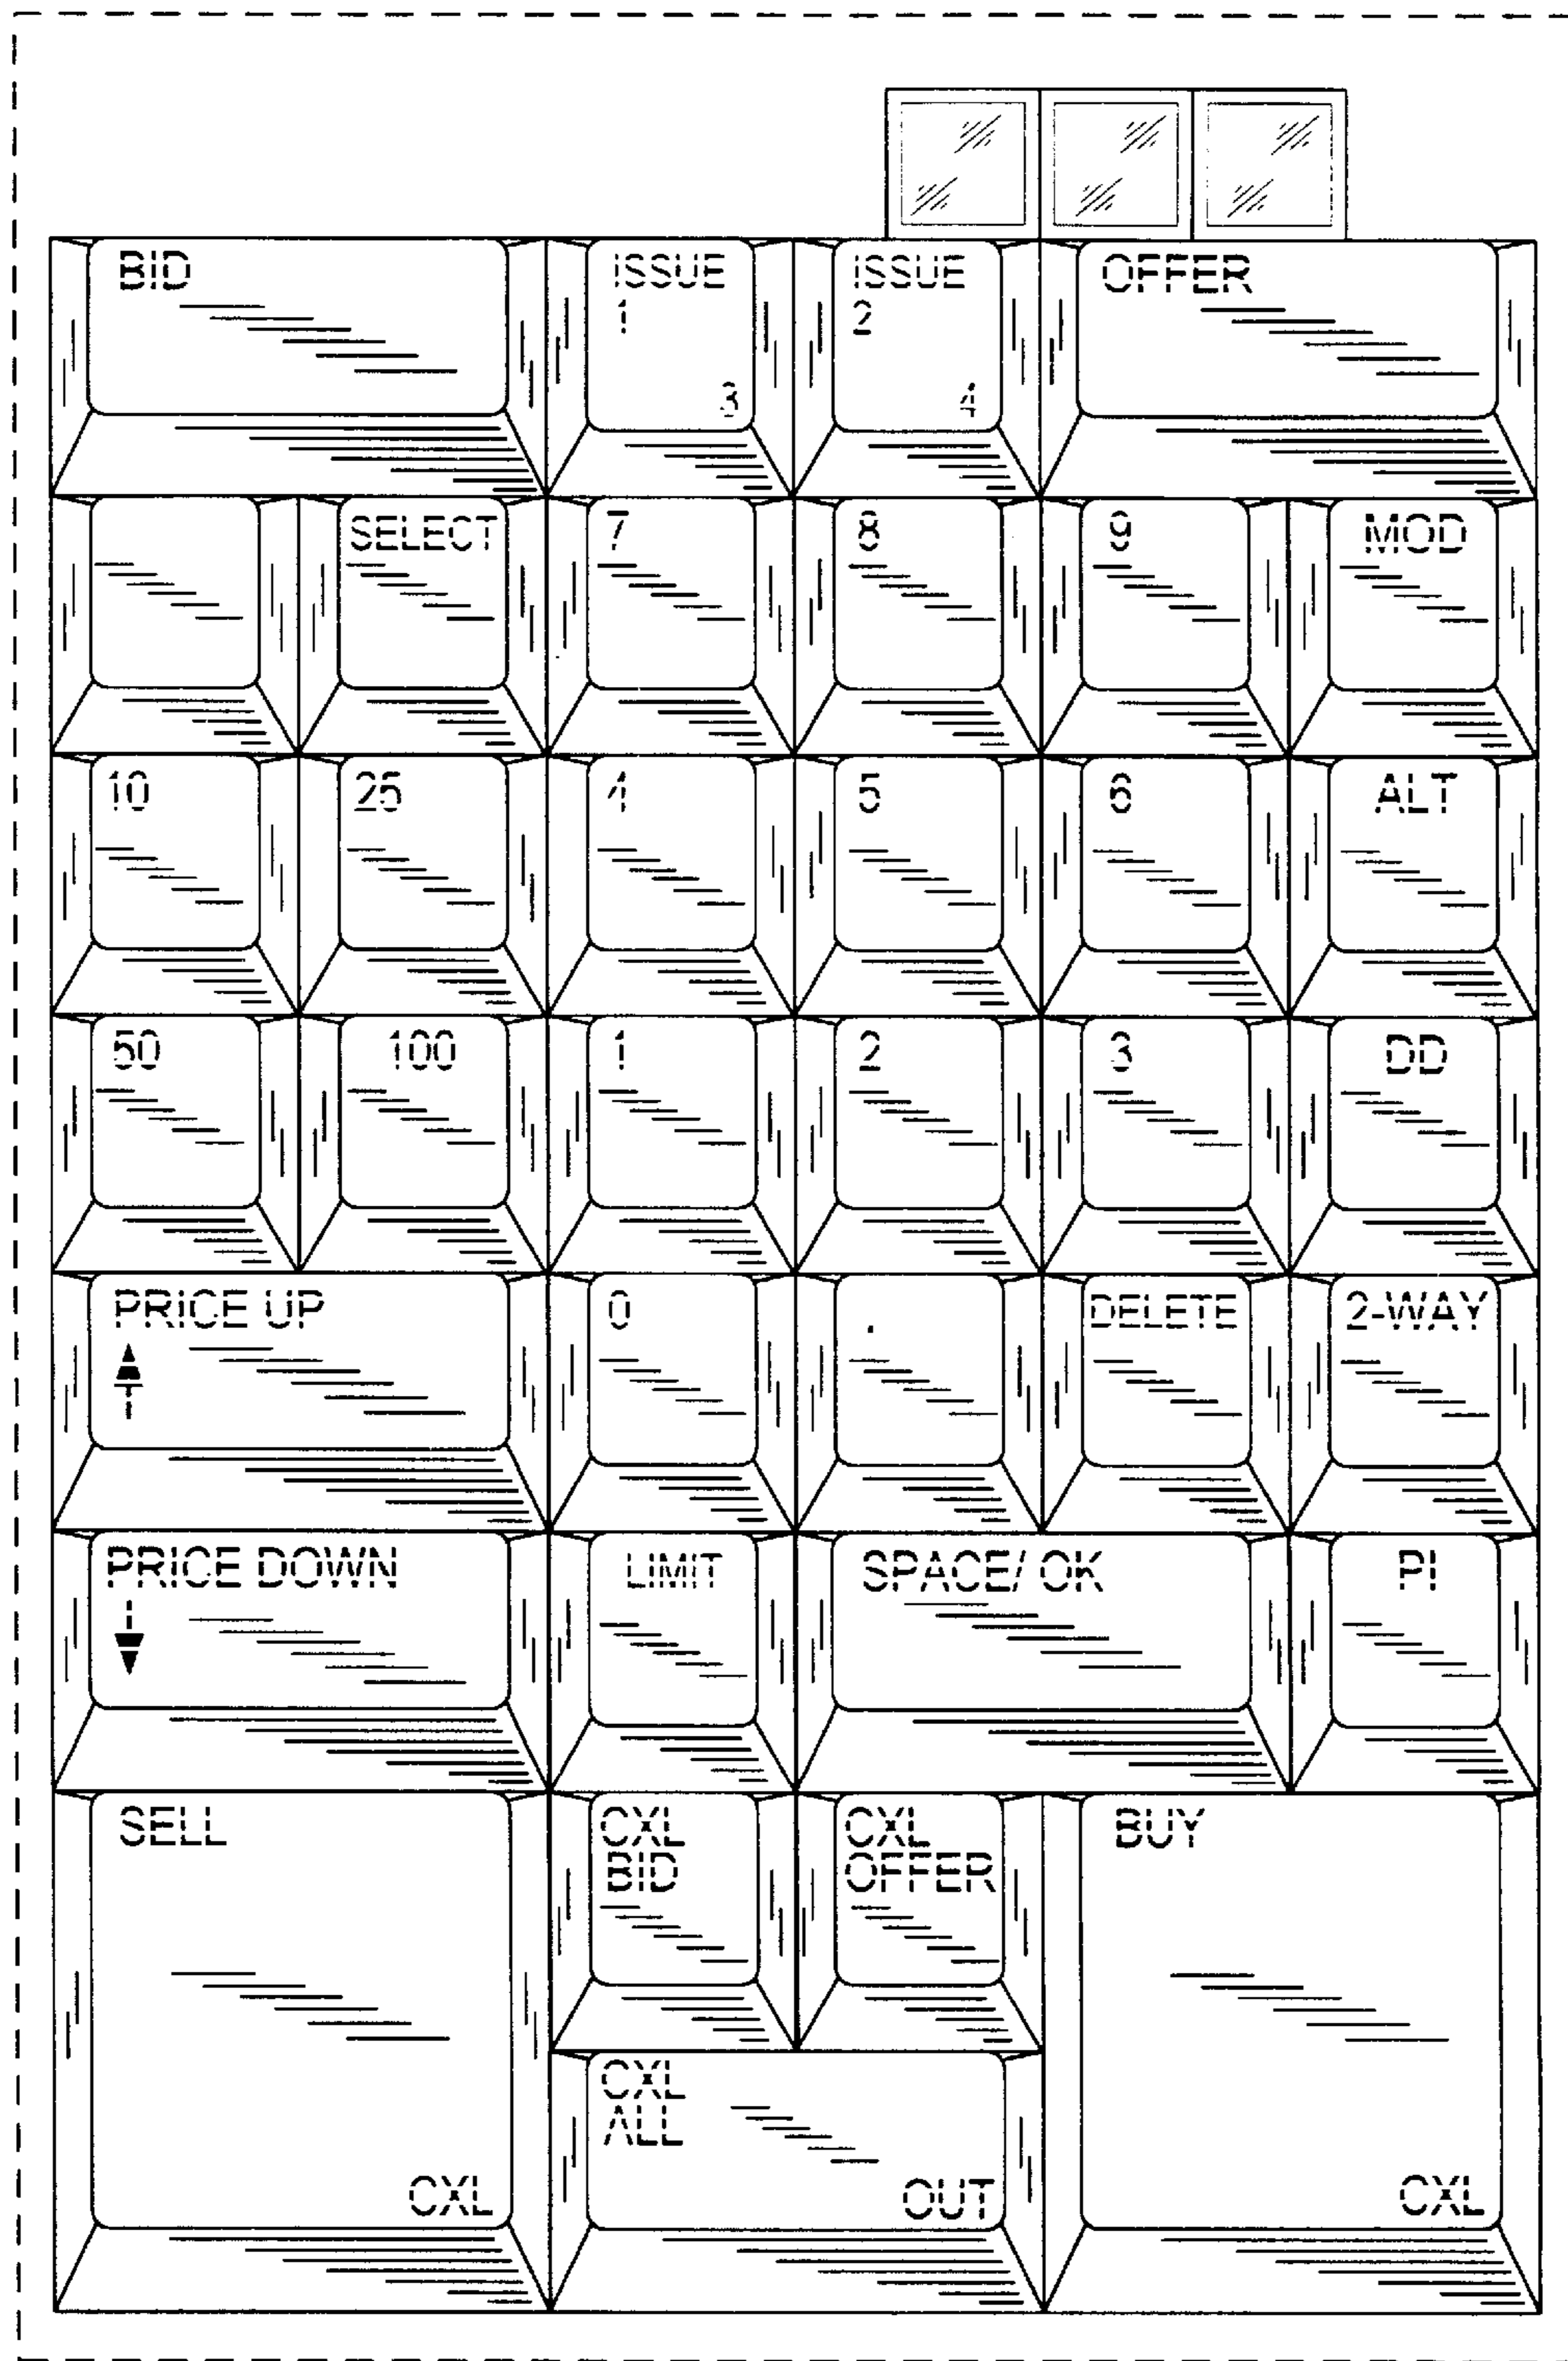 BID
ISSUE
1
3
ISSUE
2
4
OFFER
SELECT
7
8
9
MOD
10
25
4
5
6
ALT
50
100
1
2
3
DD
PRICE UP
0
.
DELETE
2-WAY
PRICE DOWN
LIMIT
SPACE/ OK
PI
SELL
CXL
CXL
BID
CXL
OFFER
BUY
CXL
CXL
ALL
OUT